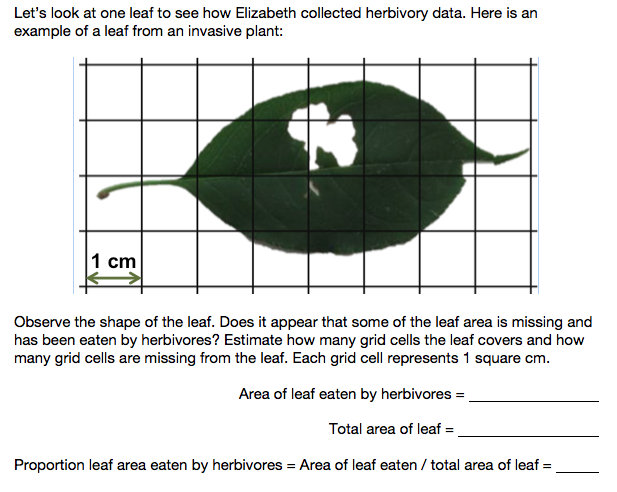 Let's look at one leaf to see how Elizabeth collected herbivory data. Here is an
example of a leaf from an invasive plant:
1 cm
Observe the shape of the leaf. Does it appear that some of the leaf area is missing and
has been eaten by herbivores? Estimate how many grid cells the leaf covers and how
many grid cells are missing from the leaf. Each grid cell represents 1 square cm.
Area of leaf eaten by herbivores = ________________
Total area of leaf = __________________
Proportion leaf area eaten by herbivores = Area of leaf eaten / total area of leaf = _____